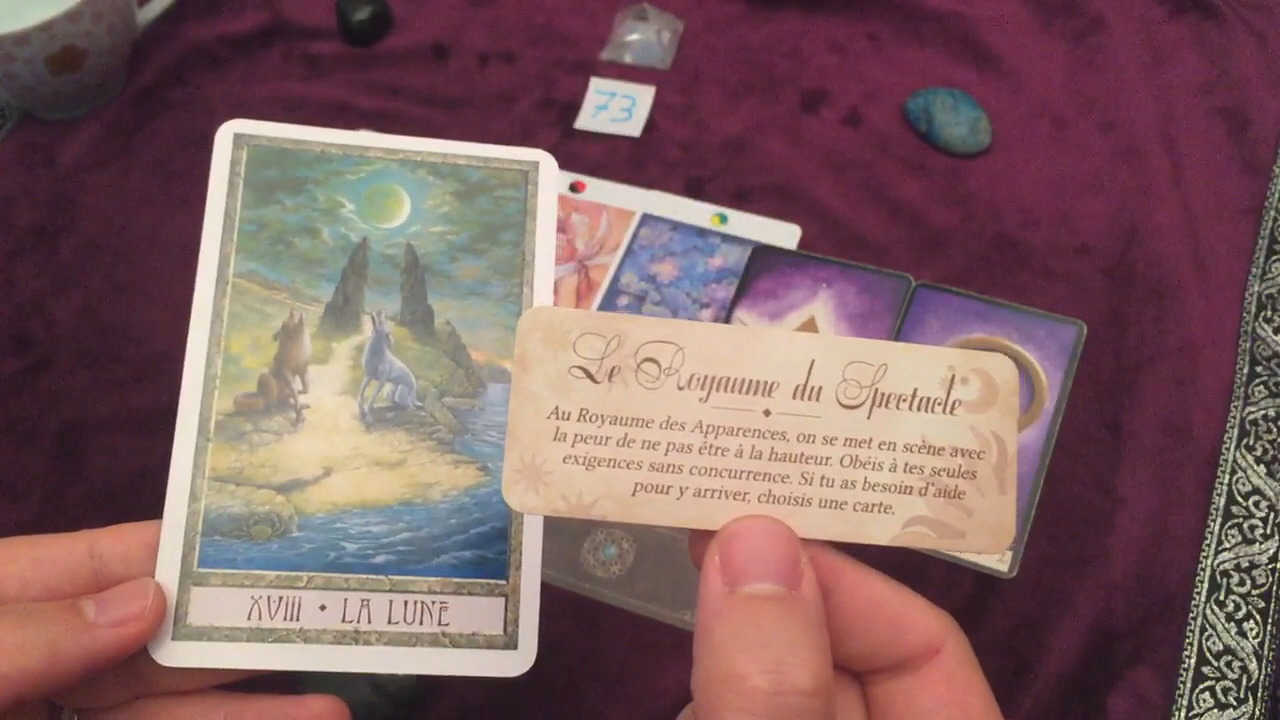 73
Le Royaume du Spectacle
Au Royaume des Apparences, on se met en scène avec
la peur de ne pas être à la hauteur. Obéis à tes seules
exigences sans concurrence. Si tu as besoin d'aide
pour y arriver, choisis une carte.
XVIII • LA LUNE